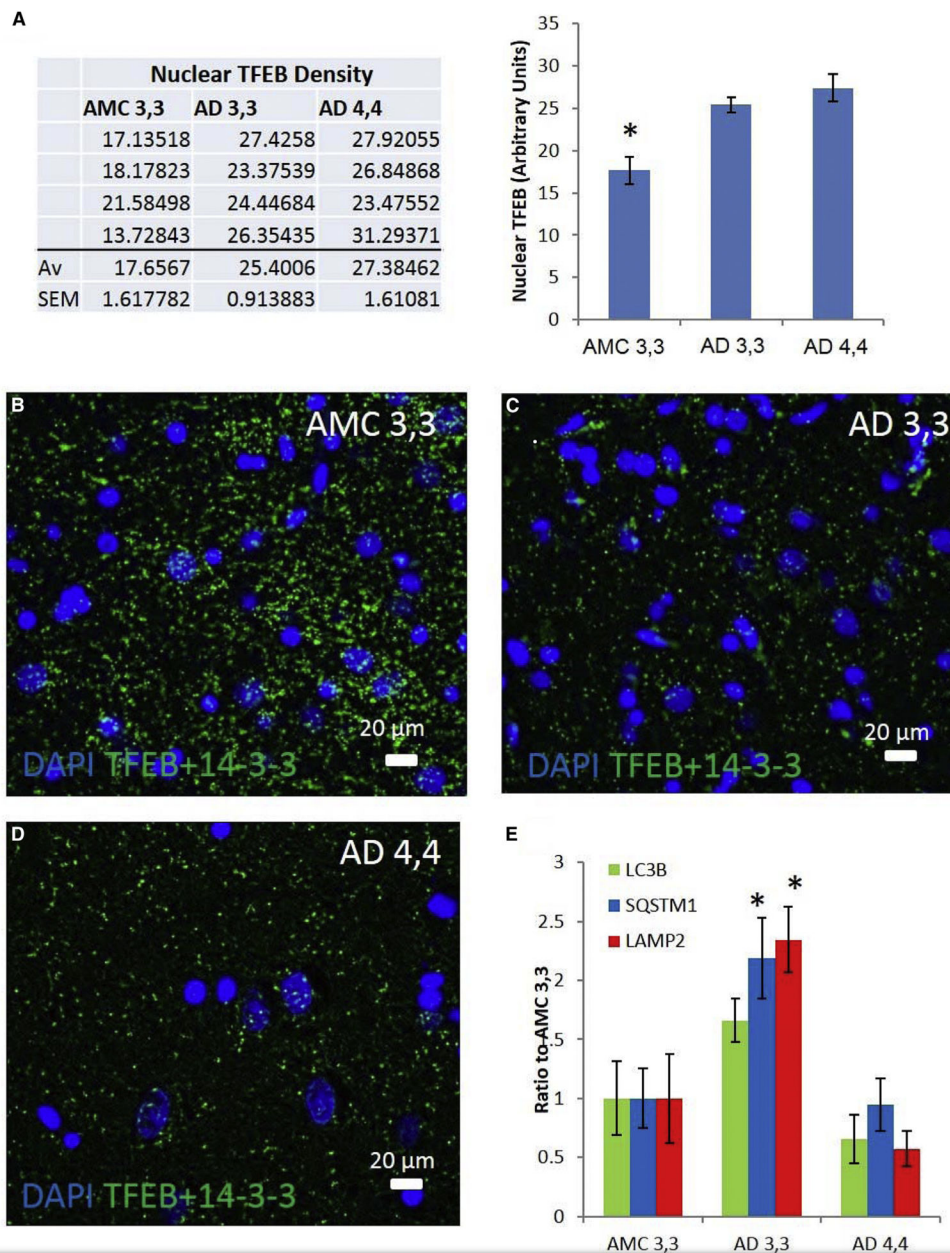 A
Nuclear TFEB Density
AMC 3,3 AD 3,3 AD 4,4
17.13518 27.4258 27.92055
18.17823 23.37539 26.84868
21.58498 24.44684 23.47552
13.72843 26.35435 31.29371
Av 17.6567 25.4006 27.38462
SEM 1.617782 0.913883 1.61081
Nuclear TFEB (Arbitrary Units)
35
30
25
20
15
10
5
0
*
AMC 3,3 AD 3,3 AD 4,4
B
AMC 3,3
20 μm
DAPI TFEB+14-3-3
C
AD 3,3
20 μm
DAPI TFEB+14-3-3
D
AD 4,4
20 μm
DAPI TFEB+14-3-3
E
Ratio to AMC 3,3
3
2.5
2
1.5
1
0.5
0
LC3B
SQSTM1
LAMP2
* *
AMC 3,3 AD 3,3 AD 4,4